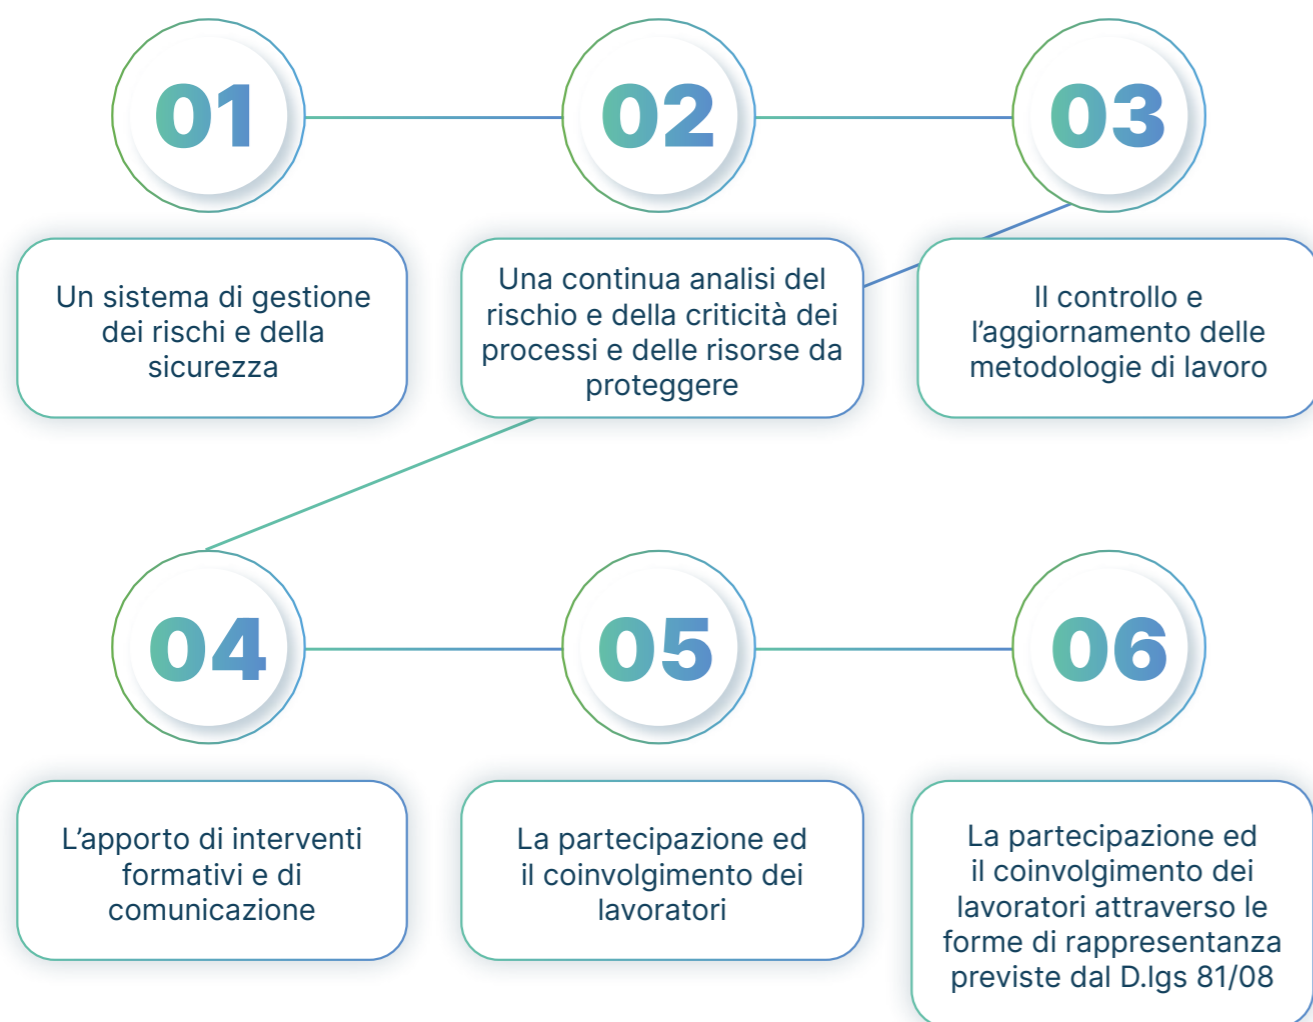 01
Un sistema di gestione
dei rischi e della
sicurezza
02
Una continua analisi del
rischio e della criticità dei
processi e delle risorse da
proteggere
03
Il controllo e
l’aggiornamento delle
metodologie di lavoro
04
L’apporto di interventi
formativi e di
comunicazione
05
La partecipazione ed
il coinvolgimento dei
lavoratori
06
La partecipazione ed
il coinvolgimento dei
lavoratori attraverso le
forme di rappresentanza
previste dal D.lgs 81/08